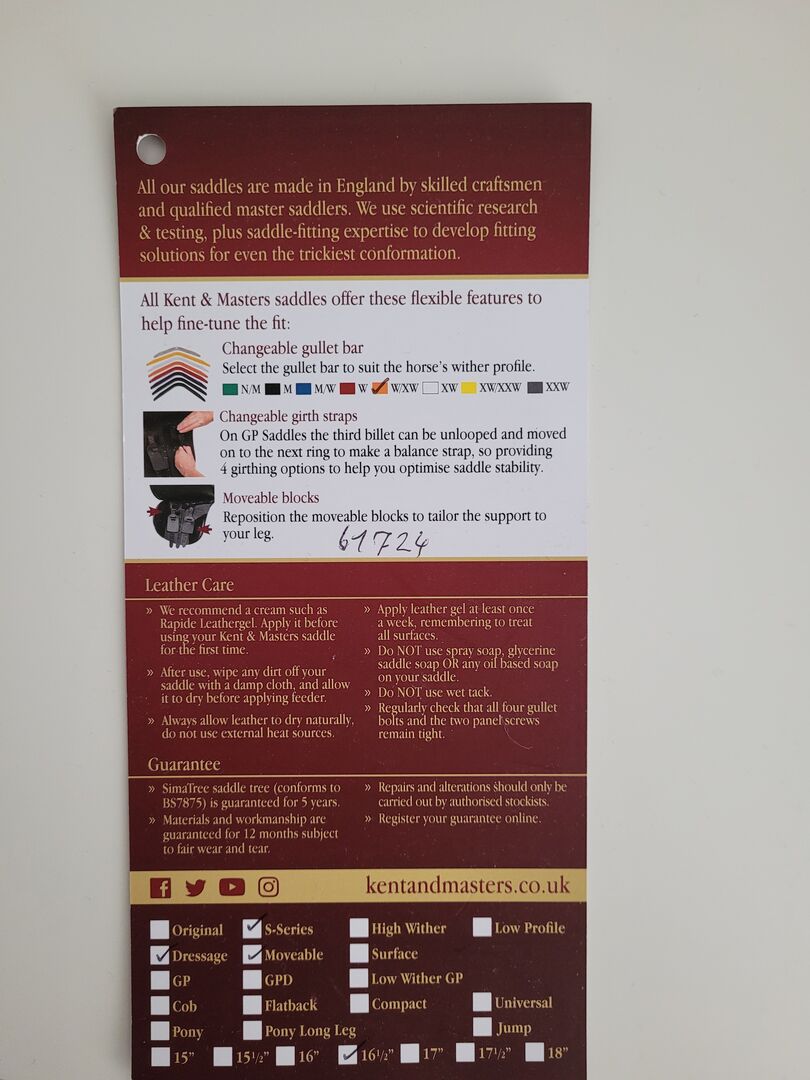 All our saddles are made in England by skilled craftsmen
and qualified master saddlers. We use scientific research
& testing, plus saddle-fitting expertise to develop fitting
solutions for even the trickiest conformation.
All Kent & Masters saddles offer these flexible features to
help fine-tune the fit:
Changeable gullet bar
Select the gullet bar to suit the horse's wither profile.
N/M M M/W W W/XW XW XW/XXW XXW
Changeable girth straps
On GP Saddles the third billet can be unlooped and moved
on to the next ring to make a balance strap, so providing
4 girthing options to help you optimise saddle stability.
Moveable blocks
Reposition the moveable blocks to tailor the support to
your leg.
61724
Leather Care
» We recommend a cream such as
Rapide Leathergel. Apply it before
using your Kent & Masters saddle
for the first time.
» After use, wipe any dirt off your
saddle with a damp cloth, and allow
it to dry before applying feeder.
» Always allow leather to dry naturally,
do not use external heat sources.
» Apply leather gel at least once
a week, remembering to treat
all surfaces.
» Do NOT use spray soap, glycerine
saddle soap OR any oil based soap
on your saddle.
» Do NOT use wet tack.
» Regularly check that all four gullet
bolts and the two panel screws
remain tight.
Guarantee
» SimaTree saddle tree (conforms to
BS7875) is guaranteed for 5 years.
» Materials and workmanship are
guaranteed for 12 months subject
to fair wear and tear.
» Repairs and alterations should only be
carried out by authorised stockists.
» Register your guarantee online.
kentandmasters.co.uk
Original S-Series High Wither Low Profile
Dressage Moveable Surface
GP GPD Low Wither GP
Cob Flatback Compact Universal
Pony Pony Long Leg Jump
15" 15½" 16" 16½" 17" 17½" 18"